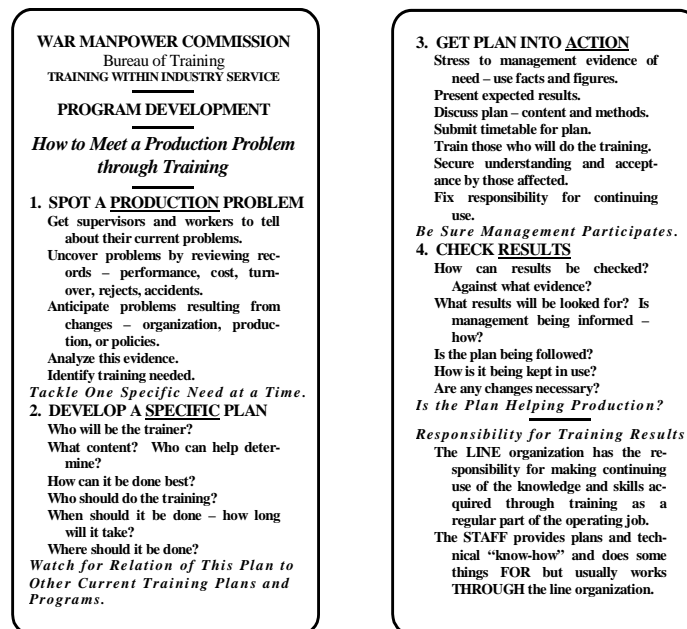 WAR MANPOWER COMMISSION
Bureau of Training
TRAINING WITHIN INDUSTRY SERVICE
PROGRAM DEVELOPMENT
How to Meet a Production Problem
through Training
1. SPOT A PRODUCTION PROBLEM
Get supervisors and workers to tell
about their current problems.
Uncover problems by reviewing rec-
ords – performance, cost, turn-
over, rejects, accidents.
Anticipate problems resulting from
changes – organization, produc-
tion, or policies.
Analyze this evidence.
Identify training needed.
Tackle One Specific Need at a Time.
2. DEVELOP A SPECIFIC PLAN
Who will be the trainer?
What content? Who can help deter-
mine?
How can it be done best?
Who should do the training?
When should it be done – how long
will it take?
Where should it be done?
Watch for Relation of This Plan to
Other Current Training Plans and
Programs.
3. GET PLAN INTO ACTION
Stress to management evidence of
need – use facts and figures.
Present expected results.
Discuss plan – content and methods.
Submit timetable for plan.
Train those who will do the training.
Secure understanding and accept-
ance by those affected.
Fix responsibility for continuing
use.
Be Sure Management Participates.
4. CHECK RESULTS
How can results be checked?
Against what evidence?
What results will be looked for? Is
management being informed –
how?
Is the plan being followed?
How is it being kept in use?
Are any changes necessary?
Is the Plan Helping Production?
Responsibility for Training Results
The LINE organization has the re-
sponsibility for making continuing
use of the knowledge and skills ac-
quired through training as a
regular part of the operating job.
The STAFF provides plans and tech-
nical “know-how” and does some
things FOR but usually works
THROUGH the line organization.